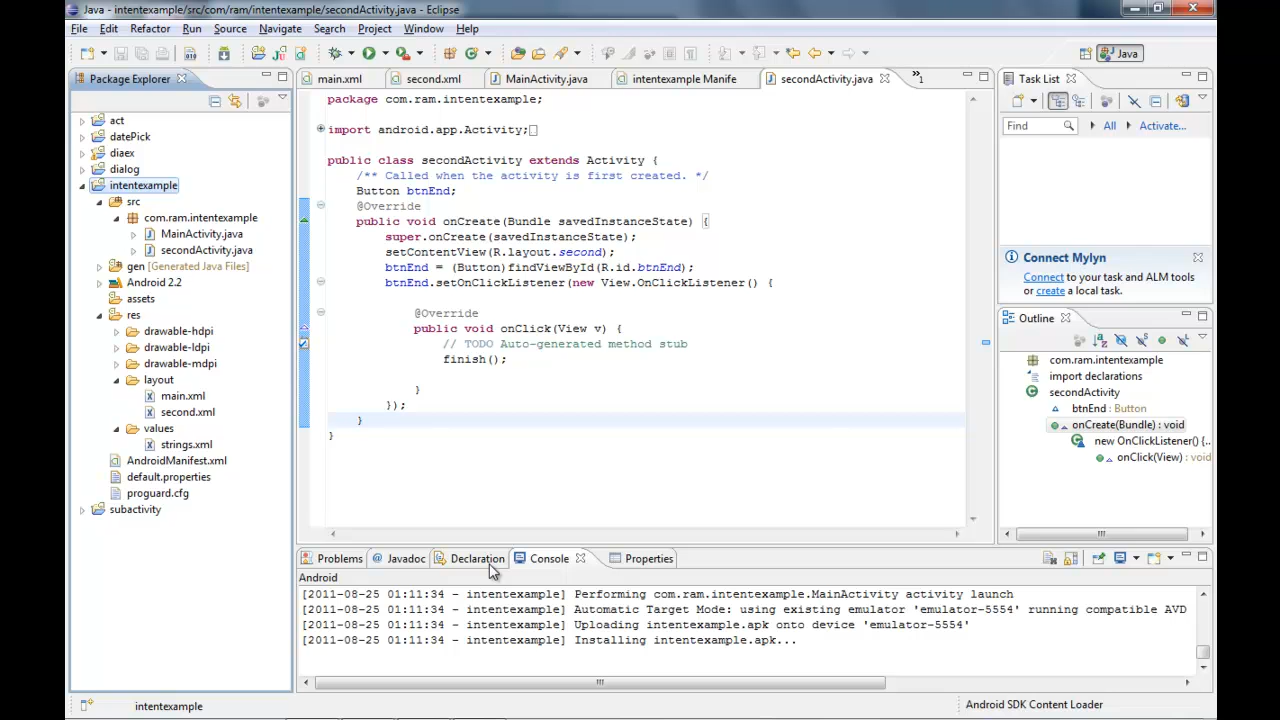 Java - intentexample/src/com/ram/intentexample/secondActivity.java - Eclipse
File Edit Refactor Run Source Navigate Search Project Window Help
Java
Package Explorer
main.xml second.xml MainActivity.java intentexample Manife secondActivity.java »1
Task List
Find All Activate...
act
datePick
diaex
dialog
intentexample
src
com.ram.intentexample
MainActivity.java
secondActivity.java
gen [Generated Java Files]
Android 2.2
assets
res
drawable-hdpi
drawable-ldpi
drawable-mdpi
layout
main.xml
second.xml
values
strings.xml
AndroidManifest.xml
default.properties
proguard.cfg
subactivity
package com.ram.intentexample;
import android.app.Activity;
public class secondActivity extends Activity {
/** Called when the activity is first created. */
Button btnEnd;
@Override
public void onCreate(Bundle savedInstanceState) {
super.onCreate(savedInstanceState);
setContentView(R.layout.second);
btnEnd = (Button)findViewById(R.id.btnEnd);
btnEnd.setOnClickListener(new View.OnClickListener() {
@Override
public void onClick(View v) {
// TODO Auto-generated method stub
finish();
}
});
}
}
Connect Mylyn
Connect to your task and ALM tools
or create a local task.
Outline
com.ram.intentexample
import declarations
secondActivity
btnEnd : Button
onCreate(Bundle) : void
new OnClickListener() {..
onClick(View) : void
Problems Javadoc Declaration Console Properties
Android
[2011-08-25 01:11:34 - intentexample] Performing com.ram.intentexample.MainActivity activity launch
[2011-08-25 01:11:34 - intentexample] Automatic Target Mode: using existing emulator 'emulator-5554' running compatible AVD
[2011-08-25 01:11:34 - intentexample] Uploading intentexample.apk onto device 'emulator-5554'
[2011-08-25 01:11:34 - intentexample] Installing intentexample.apk...
intentexample
Android SDK Content Loader